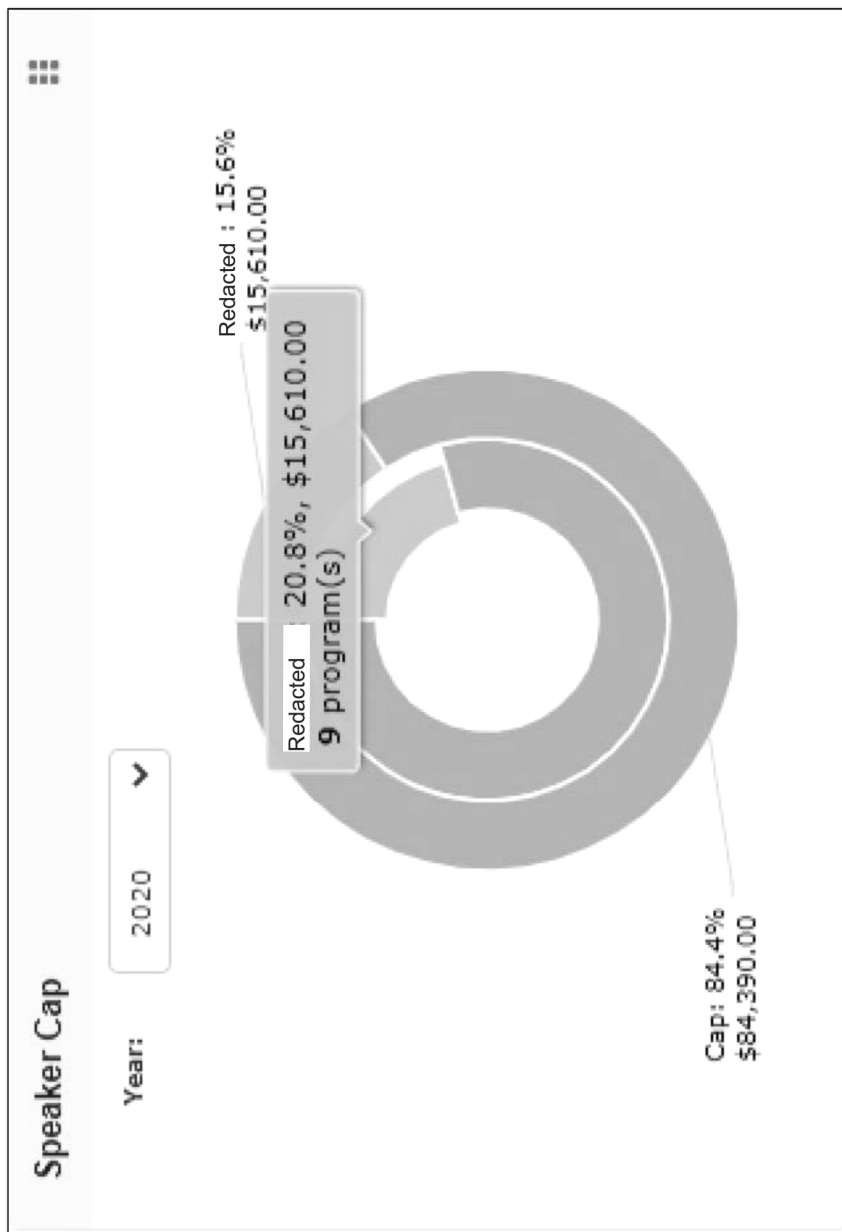 Speaker Cap
Year:
2020
Redacted : 15.6%
$15,610.00
Redacted : 20.8%, $15,610.00
9 program(s)
Cap: 84.4%
$84,390.00